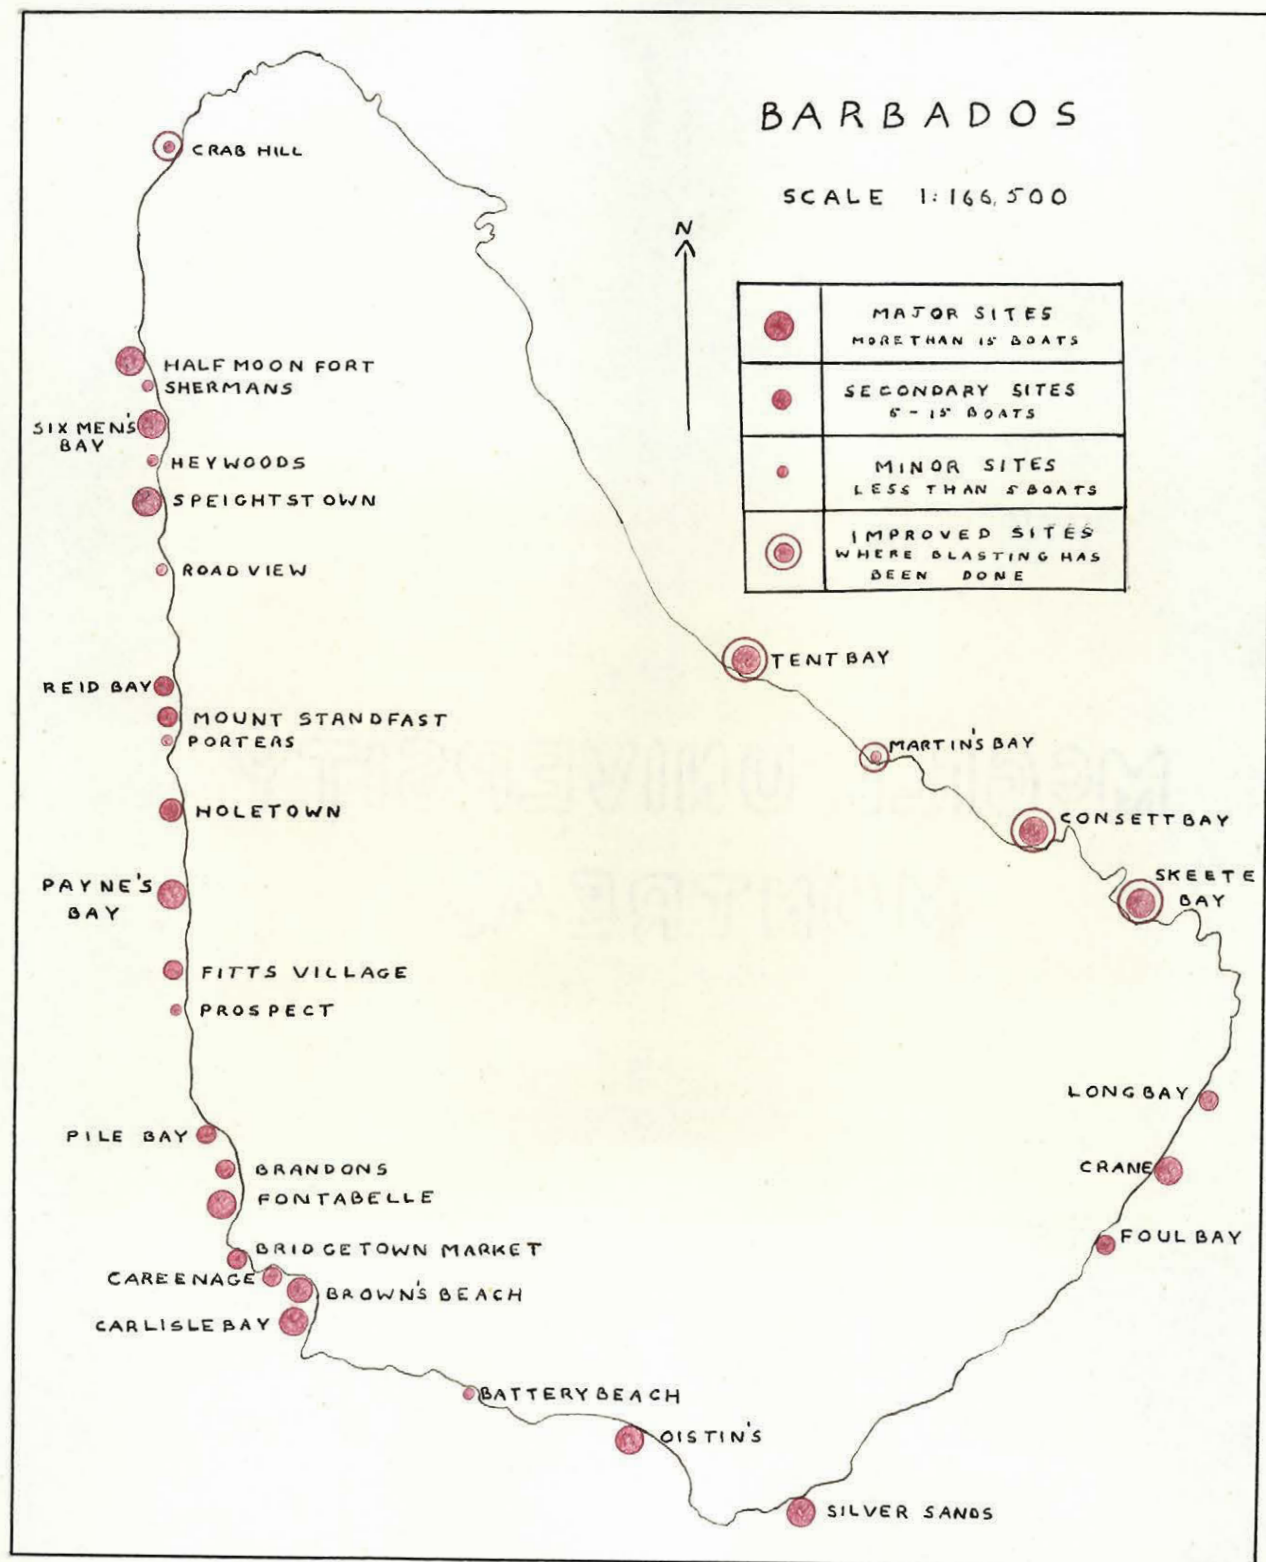 BARBADOS
SCALE 1:166,500
N
MAJOR SITES
MORE THAN 15 BOATS
SECONDARY SITES
5-15 BOATS
MINOR SITES
LESS THAN 5 BOATS
IMPROVED SITES
WHERE BLASTING HAS
BEEN DONE
CRAB HILL
HALF MOON FORT
SHERMANS
SIX MEN'S
BAY
HEYWOODS
SPEIGHTSTOWN
ROAD VIEW
REID BAY
MOUNT STANDFAST
PORTERS
HOLETOWN
PAYNE'S
BAY
FITTS VILLAGE
PROSPECT
PILE BAY
BRANDONS
FONTABELLE
BRIDGETOWN MARKET
CAREENAGE
BROWN'S BEACH
CARLISLE BAY
BATTERY BEACH
OISTIN'S
SILVER SANDS
FOUL BAY
CRANE
LONG BAY
SKEETE
BAY
CONSETT BAY
MARTIN'S BAY
TENT BAY